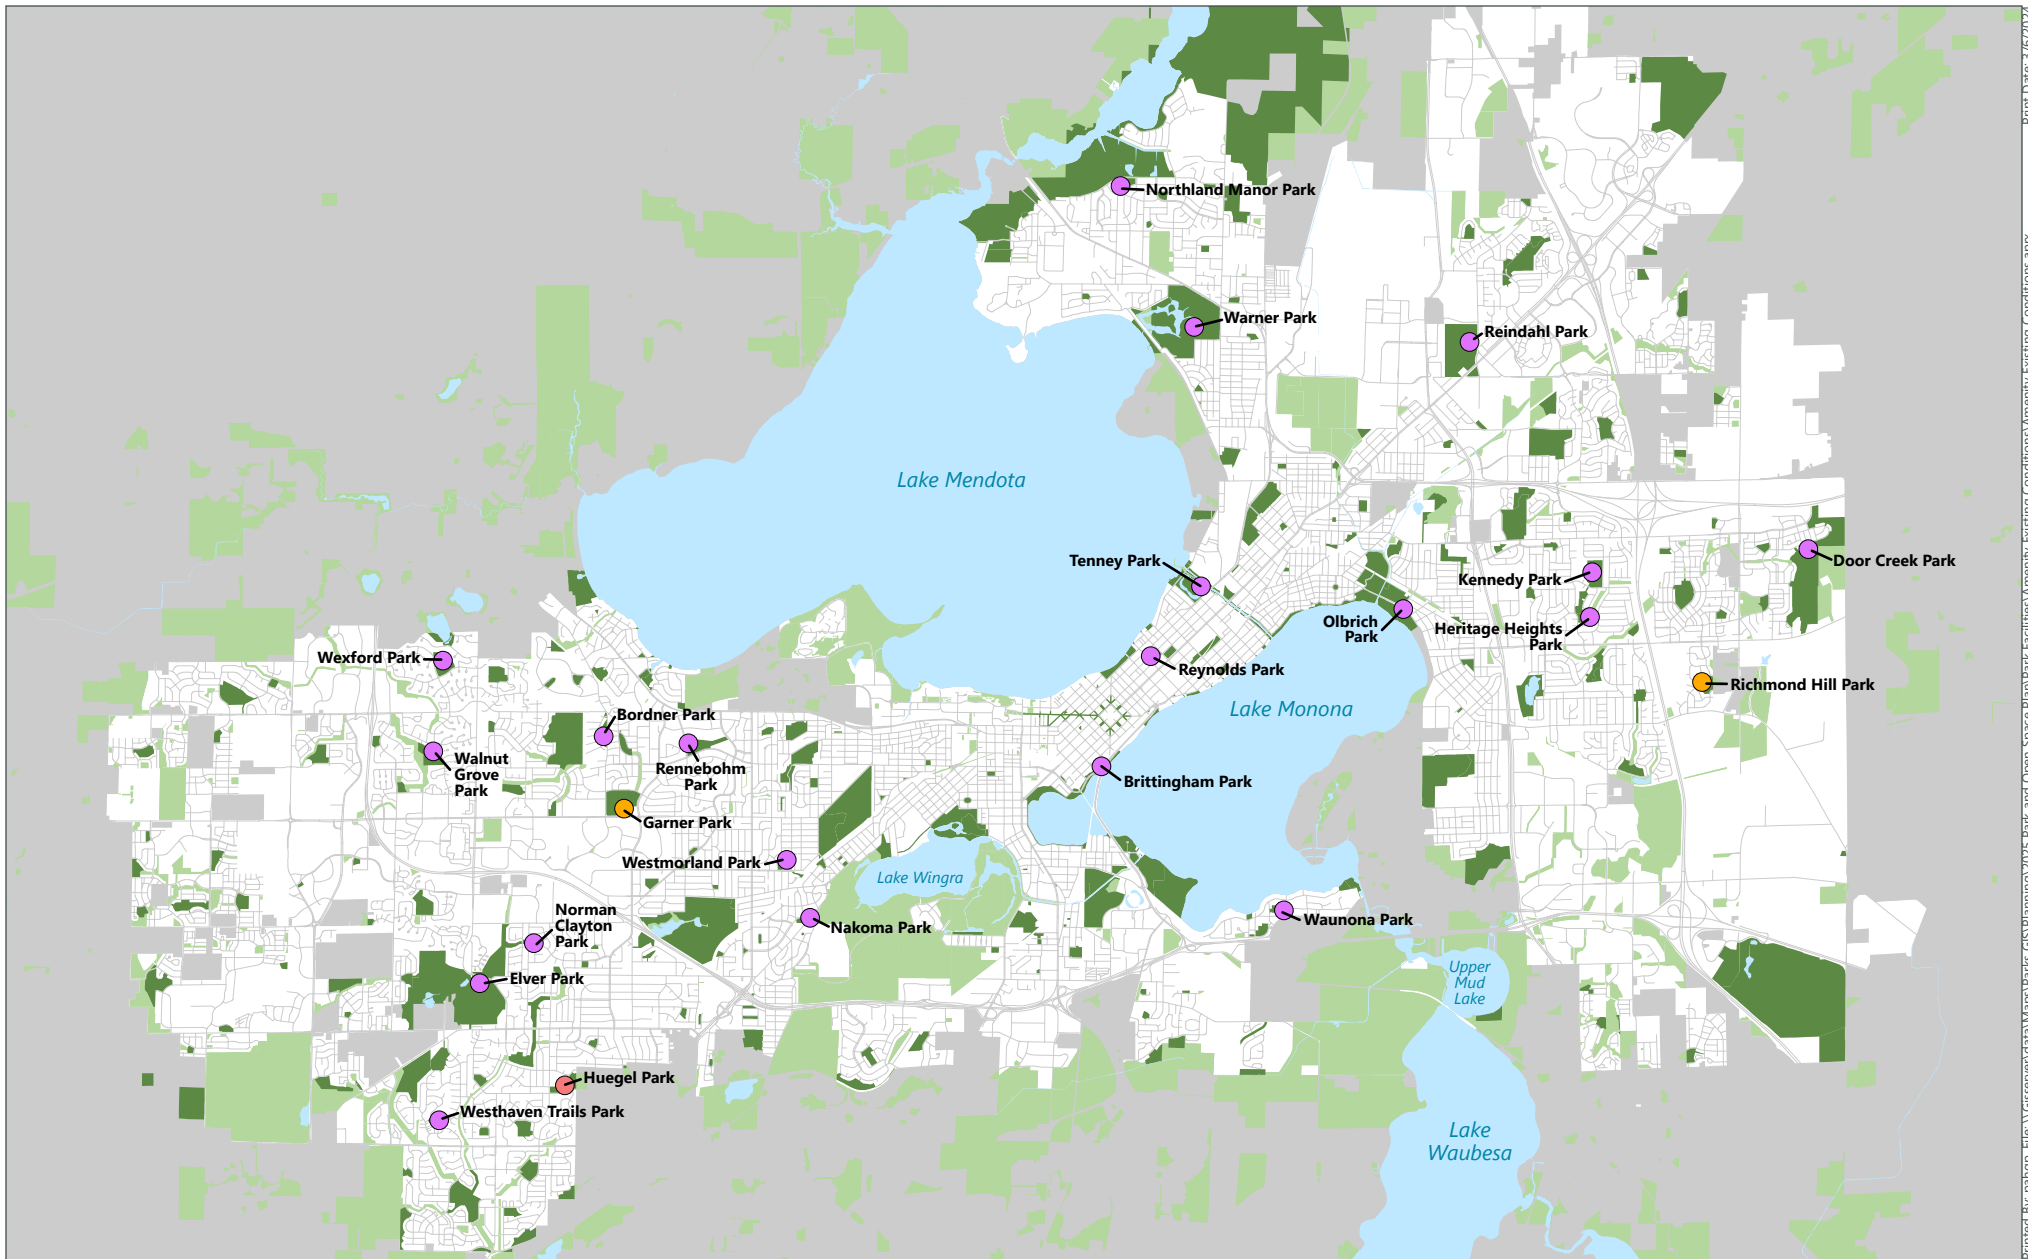 Northland Manor Park
Warner Park
Reindahl Park
Lake Mendota
Tenney Park
Door Creek Park
Kennedy Park
Olbrich
Park
Heritage Heights
Park
Wexford Park
Reynolds Park
Richmond Hill Park
Lake Monona
Bordner Park
Walnut
Grove
Park
Rennebohm
Park
Brittingham Park
Garner Park
Westmorland Park
Lake Wingra
Norman
Clayton
Park
Nakoma Park
Waunona Park
Elver Park
Upper
Mud
Lake
Huegel Park
Westhaven Trails Park
Lake
Waubesa